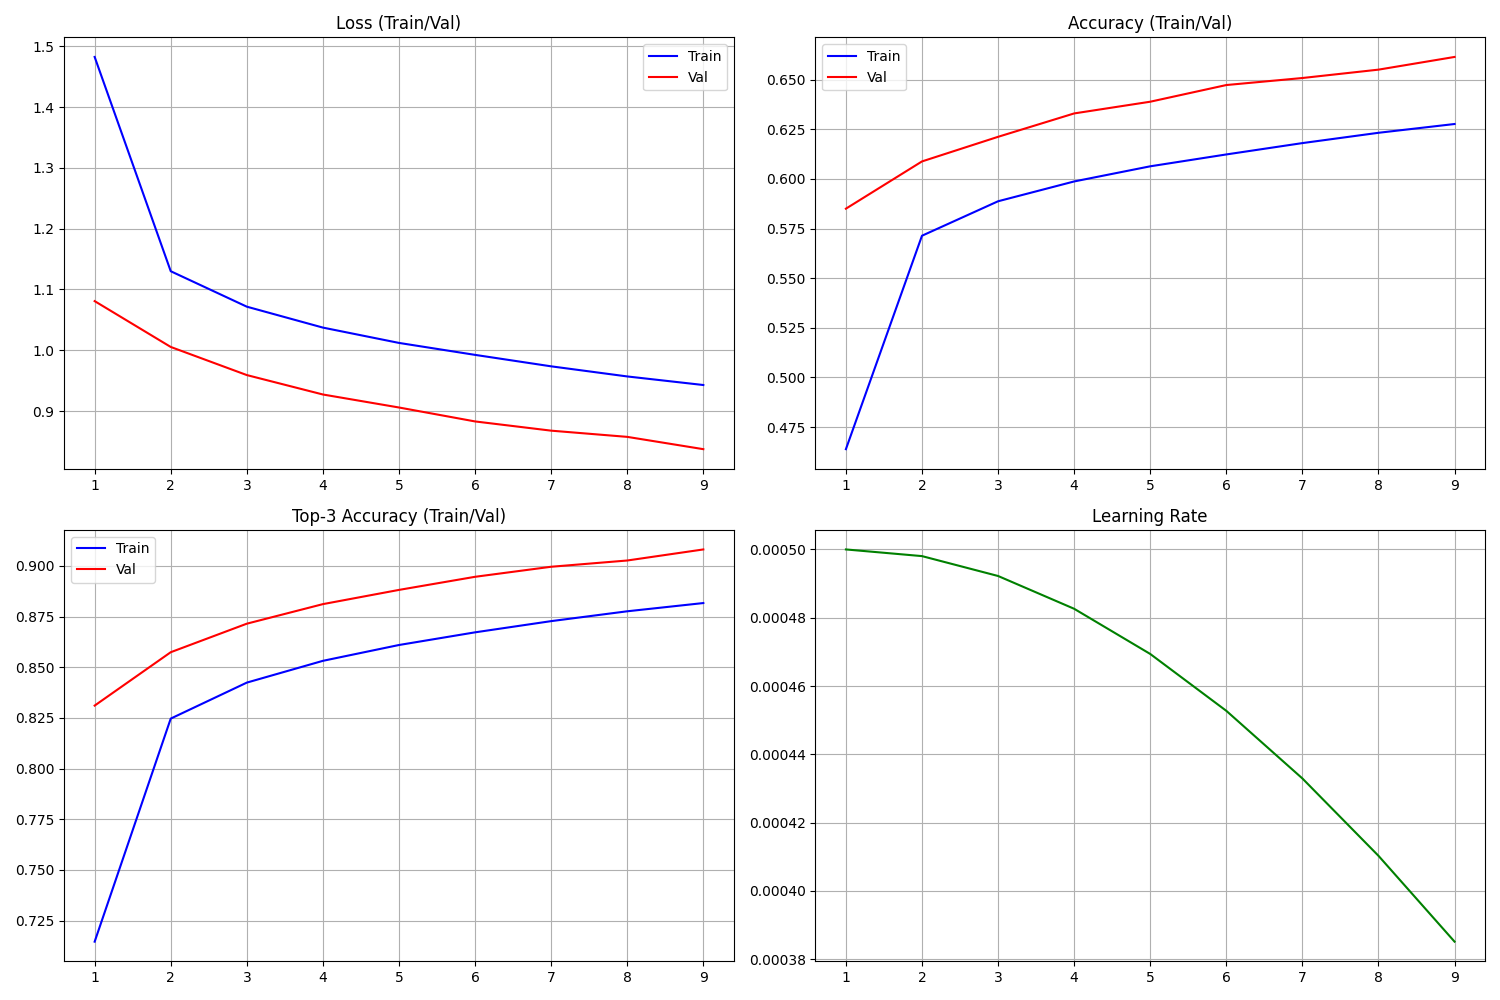 Loss (Train/Val)
1.5
1.4
1.3
1.2
1.1
1.0
0.9
Train
Val
1 2 3 4 5 6 7 8 9
Accuracy (Train/Val)
0.650
0.625
0.600
0.575
0.550
0.525
0.500
0.475
Train
Val
1 2 3 4 5 6 7 8 9
Top-3 Accuracy (Train/Val)
0.900
0.875
0.850
0.825
0.800
0.775
0.750
0.725
Train
Val
1 2 3 4 5 6 7 8 9
Learning Rate
0.00050
0.00048
0.00046
0.00044
0.00042
0.00040
0.00038
1 2 3 4 5 6 7 8 9